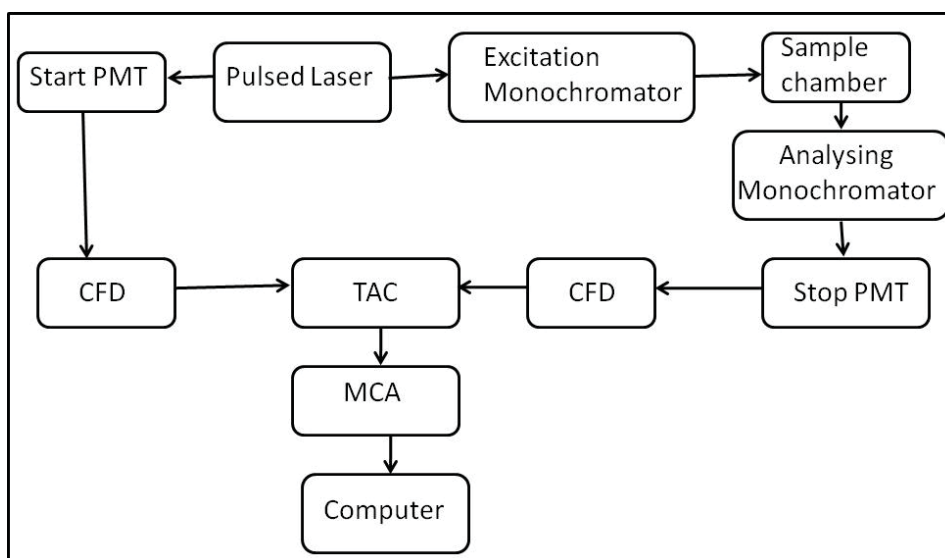 Start PMT
Pulsed Laser
Excitation
Monochromator
Sample
chamber
Analysing
Monochromator
CFD
TAC
CFD
Stop PMT
MCA
Computer